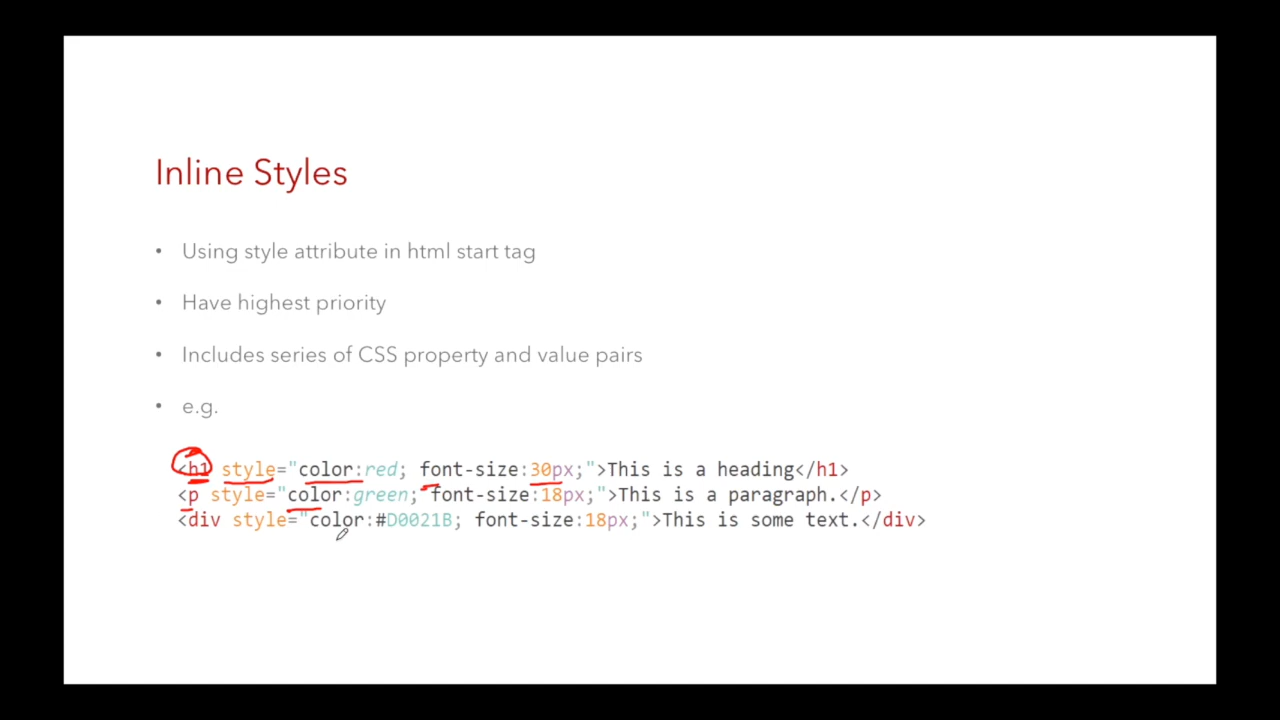 Inline Styles
• Using style attribute in html start tag
• Have highest priority
• Includes series of CSS property and value pairs
• e.g.
<h1 style="color:red; font-size:30px;">This is a heading</h1>
<p style="color:green; font-size:18px;">This is a paragraph.</p>
<div style="color:#D0021B; font-size:18px;">This is some text.</div>